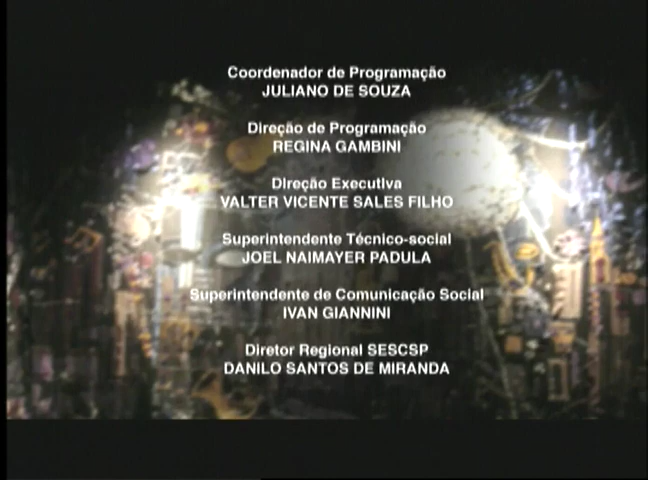 Coordenador de Programação
JULIANO DE SOUZA
Direção de Programação
REGINA GAMBINI
Direção Executiva
VALTER VICENTE SALES FILHO
Superintendente Técnico-social
JOEL NAIMAYER PADULA
Superintendente de Comunicação Social
IVAN GIANNINI
Diretor Regional SESCSP
DANILO SANTOS DE MIRANDA